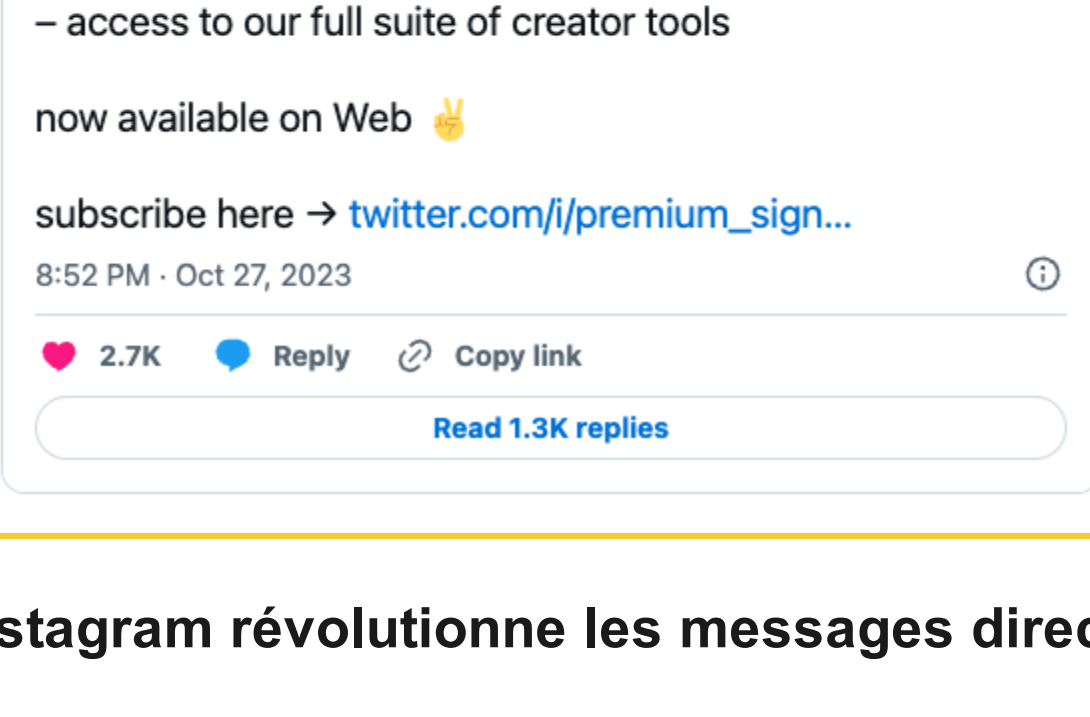 – access to our full suite of creator tools
now available on Web ✌️
subscribe here → twitter.com/i/premium_sign...
8:52 PM · Oct 27, 2023
2.7K Reply Copy link
Read 1.3K replies
stagram révolutionne les messages direc